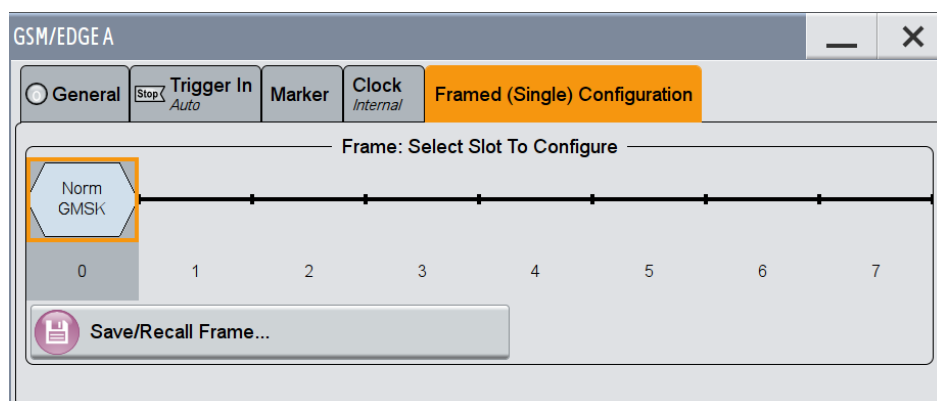 GSM/EDGE A
General
Stop
Trigger In
Auto
Marker
Clock
Internal
Framed (Single) Configuration
Frame: Select Slot To Configure
Norm
GMSK
0 1 2 3 4 5 6 7
Save/Recall Frame...